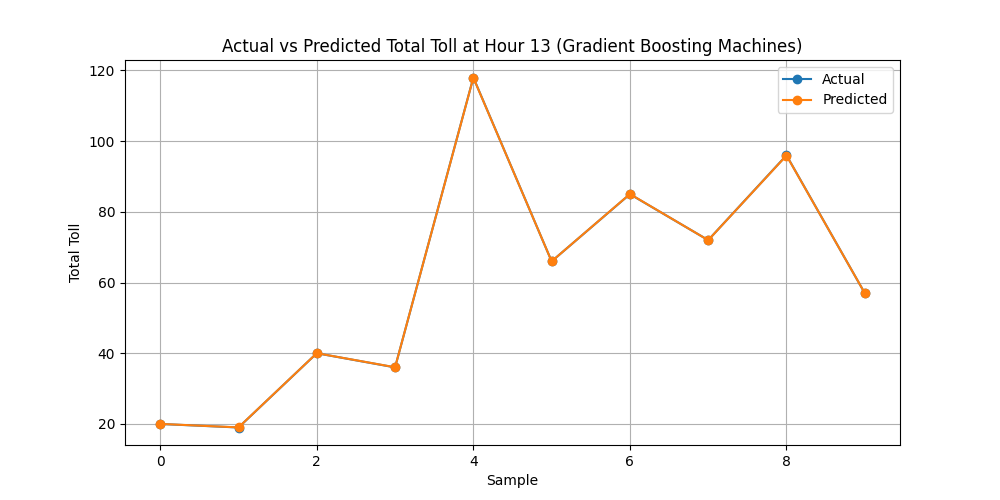 Actual vs Predicted Total Toll at Hour 13 (Gradient Boosting Machines)
Actual
Predicted
120
100
80
60
40
20
Total Toll
0 2 4 6 8
Sample